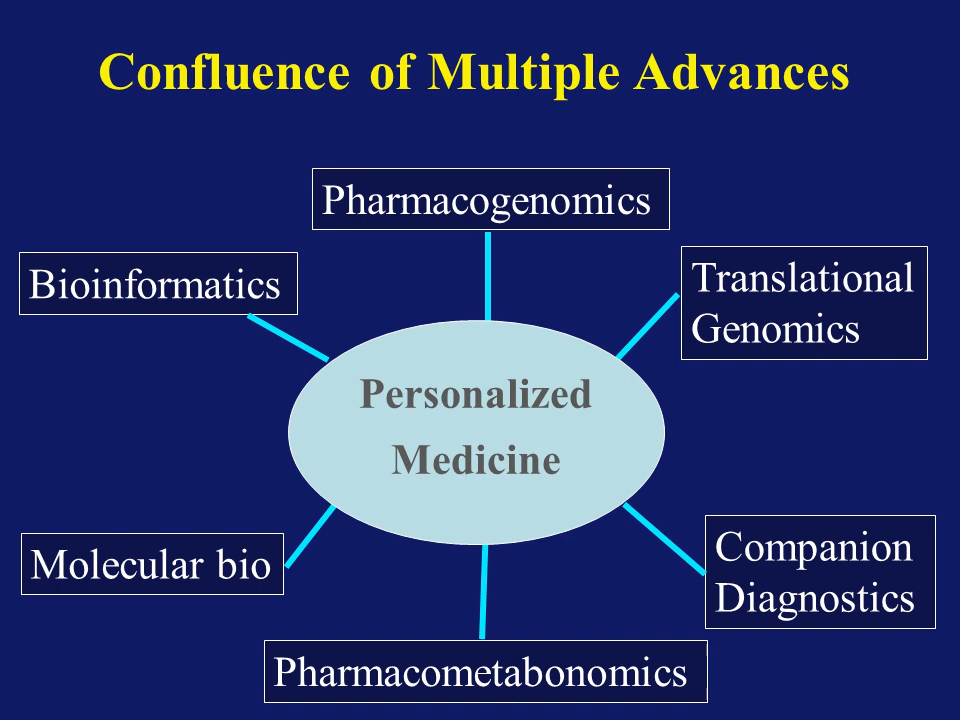 Confluence of Multiple Advances
Pharmacogenomics
Bioinformatics
Translational
Genomics
Personalized
Medicine
Molecular bio
Companion
Diagnostics
Pharmacometabonomics